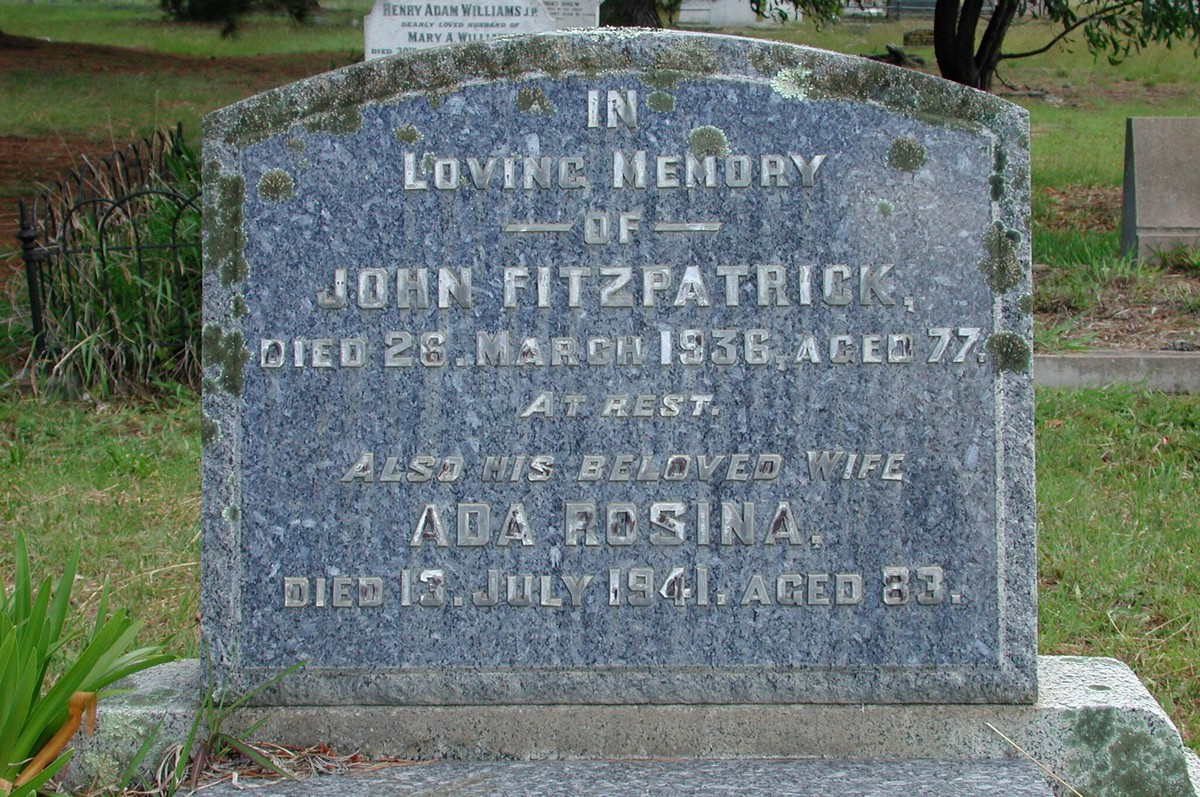 HENRY ADAM WILLIAMS J.P.
DEARLY LOVED HUSBAND OF
MARY A WILLIAMS
DIED
IN
LOVING MEMORY
— OF —
JOHN FITZPATRICK,
DIED 26. MARCH 1936, AGED 77.
AT REST.
ALSO HIS BELOVED WIFE
ADA ROSINA,
DIED 13. JULY 1941. AGED 83.